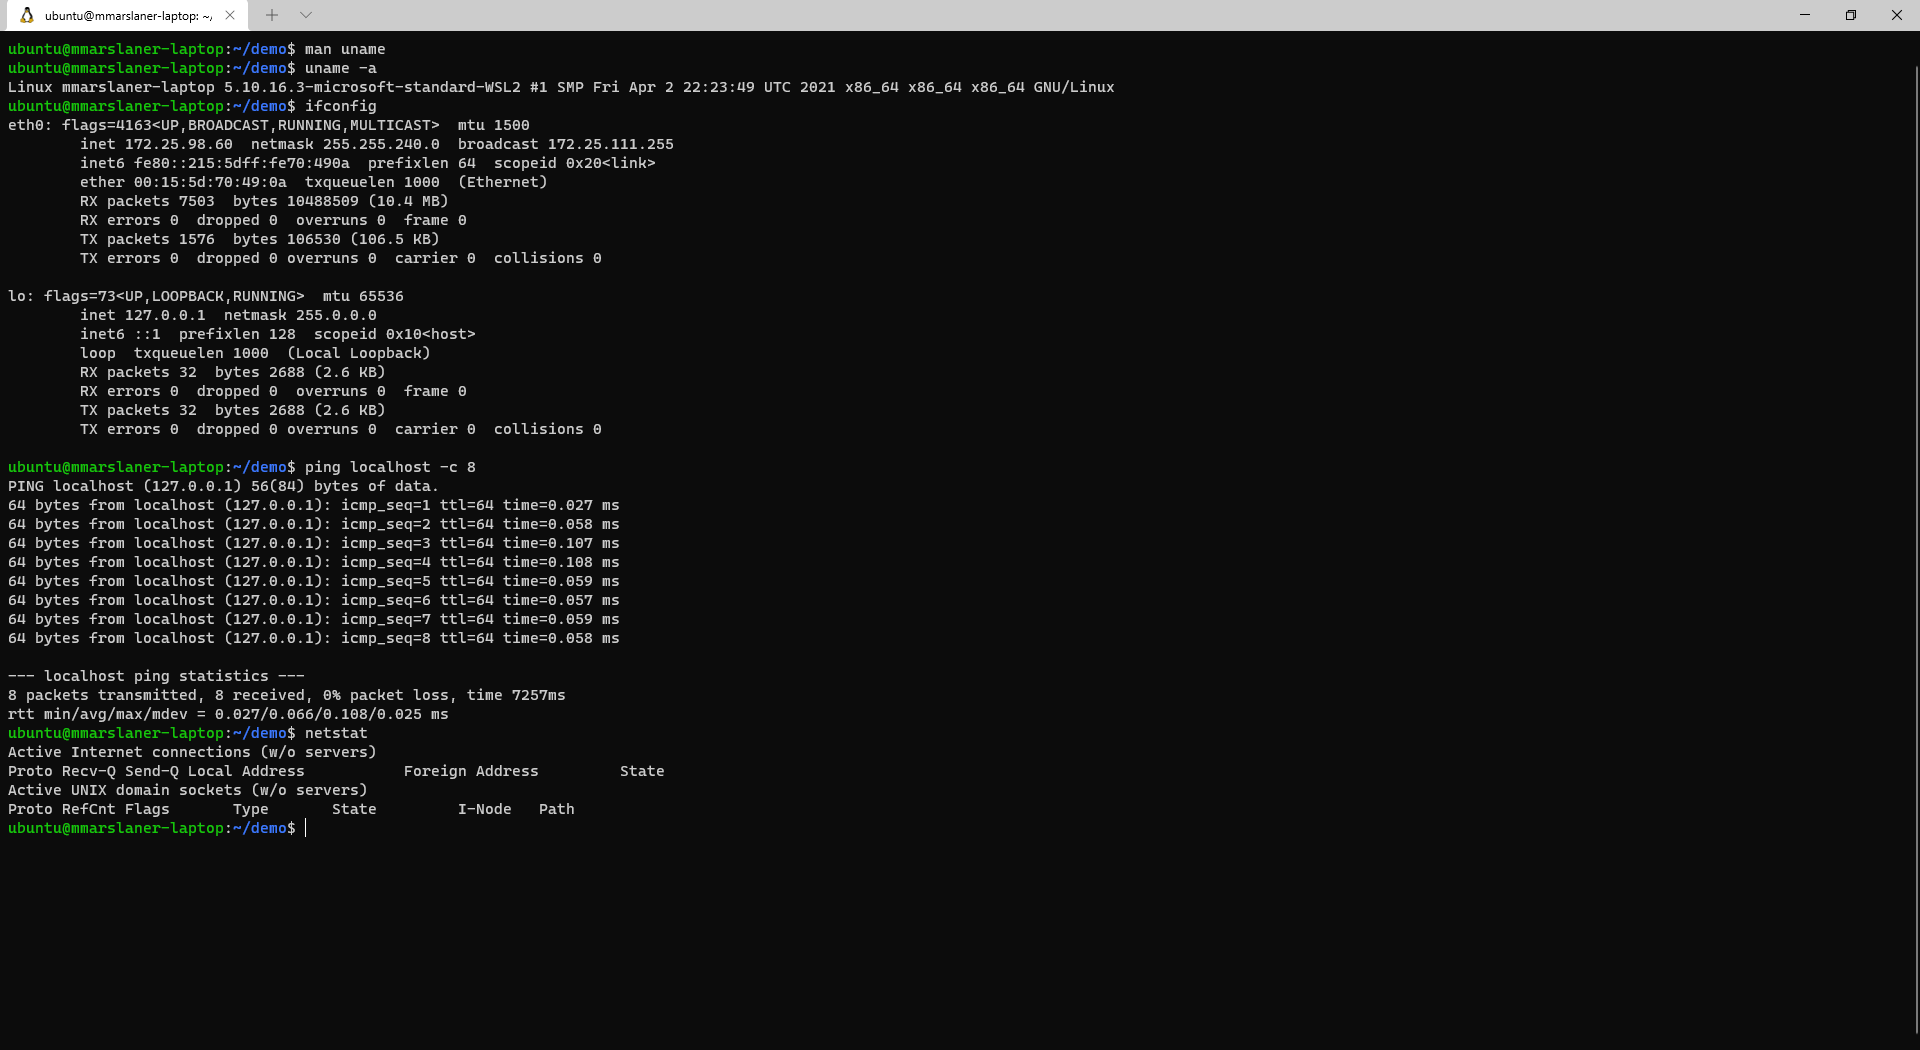 ubuntu@mmarslaner-laptop: ~/
ubuntu@mmarslaner-laptop:~/demo$ man uname
ubuntu@mmarslaner-laptop:~/demo$ uname -a
Linux mmarslaner-laptop 5.10.16.3-microsoft-standard-WSL2 #1 SMP Fri Apr 2 22:23:49 UTC 2021 x86_64 x86_64 x86_64 GNU/Linux
ubuntu@mmarslaner-laptop:~/demo$ ifconfig
eth0: flags=4163<UP,BROADCAST,RUNNING,MULTICAST>  mtu 1500
        inet 172.25.98.60  netmask 255.255.240.0  broadcast 172.25.111.255
        inet6 fe80::215:5dff:fe70:490a  prefixlen 64  scopeid 0x20<link>
        ether 00:15:5d:70:49:0a  txqueuelen 1000  (Ethernet)
        RX packets 7503  bytes 10488509 (10.4 MB)
        RX errors 0  dropped 0  overruns 0  frame 0
        TX packets 1576  bytes 106530 (106.5 KB)
        TX errors 0  dropped 0 overruns 0  carrier 0  collisions 0
lo: flags=73<UP,LOOPBACK,RUNNING>  mtu 65536
        inet 127.0.0.1  netmask 255.0.0.0
        inet6 ::1  prefixlen 128  scopeid 0x10<host>
        loop  txqueuelen 1000  (Local Loopback)
        RX packets 32  bytes 2688 (2.6 KB)
        RX errors 0  dropped 0  overruns 0  frame 0
        TX packets 32  bytes 2688 (2.6 KB)
        TX errors 0  dropped 0 overruns 0  carrier 0  collisions 0
ubuntu@mmarslaner-laptop:~/demo$ ping localhost -c 8
PING localhost (127.0.0.1) 56(84) bytes of data.
64 bytes from localhost (127.0.0.1): icmp_seq=1 ttl=64 time=0.027 ms
64 bytes from localhost (127.0.0.1): icmp_seq=2 ttl=64 time=0.058 ms
64 bytes from localhost (127.0.0.1): icmp_seq=3 ttl=64 time=0.107 ms
64 bytes from localhost (127.0.0.1): icmp_seq=4 ttl=64 time=0.108 ms
64 bytes from localhost (127.0.0.1): icmp_seq=5 ttl=64 time=0.059 ms
64 bytes from localhost (127.0.0.1): icmp_seq=6 ttl=64 time=0.057 ms
64 bytes from localhost (127.0.0.1): icmp_seq=7 ttl=64 time=0.059 ms
64 bytes from localhost (127.0.0.1): icmp_seq=8 ttl=64 time=0.058 ms
--- localhost ping statistics ---
8 packets transmitted, 8 received, 0% packet loss, time 7257ms
rtt min/avg/max/mdev = 0.027/0.066/0.108/0.025 ms
ubuntu@mmarslaner-laptop:~/demo$ netstat
Active Internet connections (w/o servers)
Proto Recv-Q Send-Q Local Address           Foreign Address         State
Active UNIX domain sockets (w/o servers)
Proto RefCnt Flags       Type       State         I-Node   Path
ubuntu@mmarslaner-laptop:~/demo$